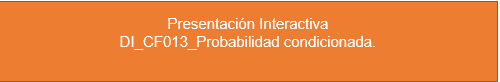 Presentación Interactiva
DI_CF013_Probabilidad condicionada.